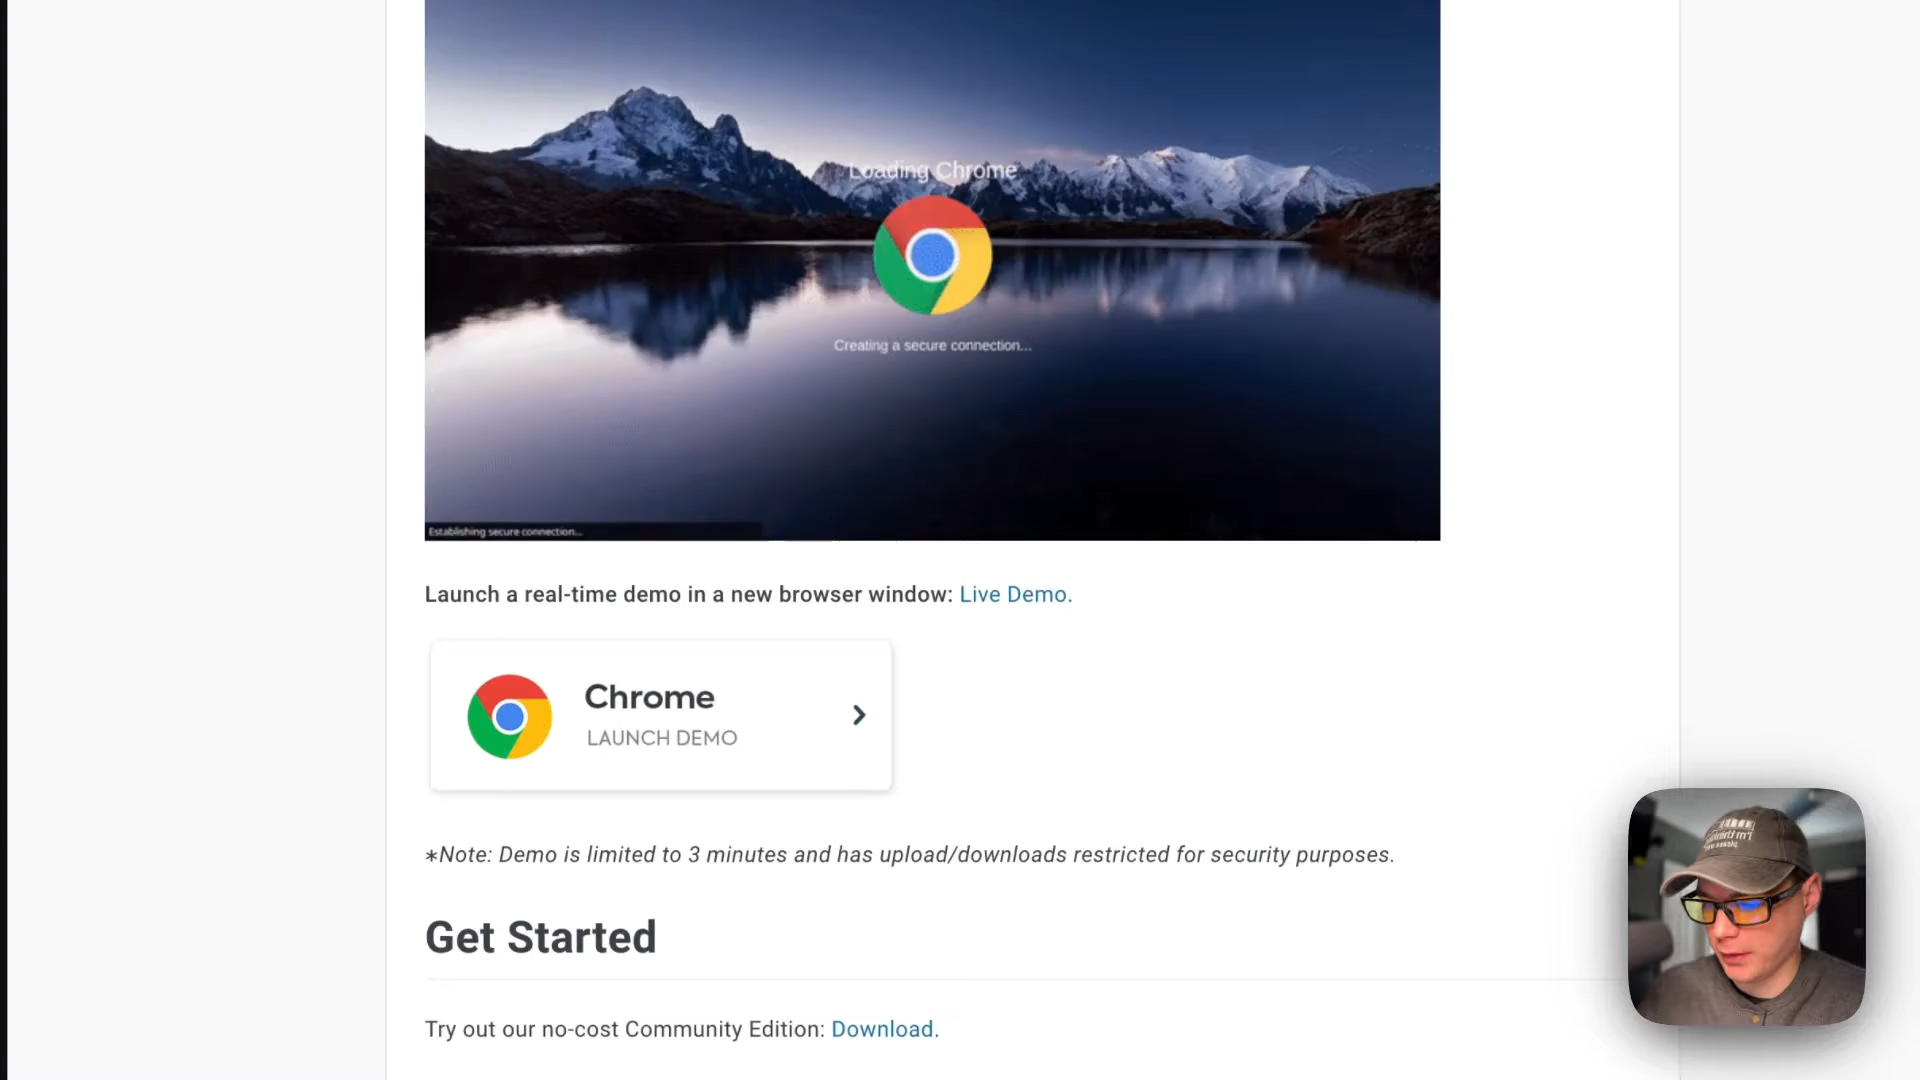 Loading Chrome
Creating a secure connection...
Establishing secure connection...
Launch a real-time demo in a new browser window: Live Demo.
Chrome
LAUNCH DEMO
*Note: Demo is limited to 3 minutes and has upload/downloads restricted for security purposes.
Get Started
Try out our no-cost Community Edition: Download.